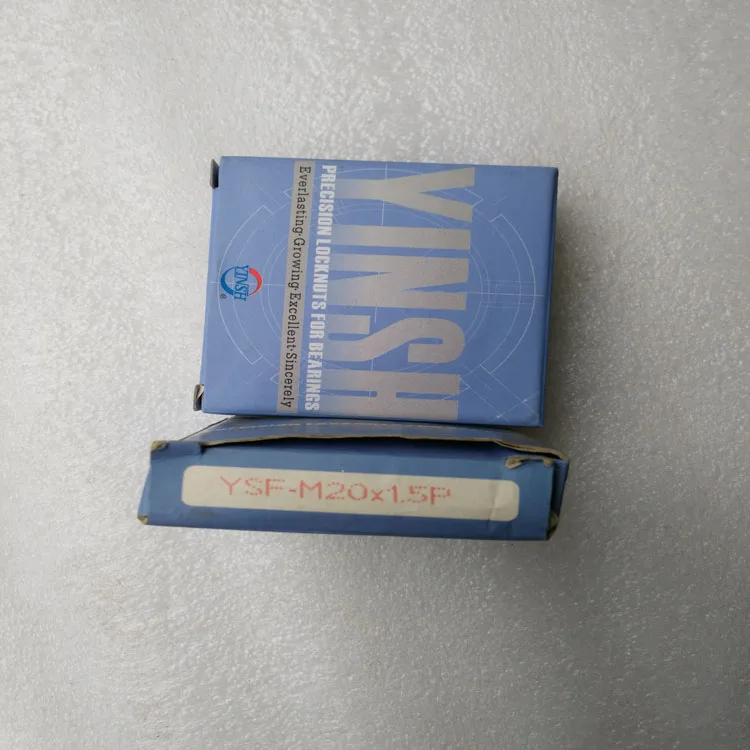 YINSH
PRECISION LOCKNUTS FOR BEARINGS
Everlasting·Growing·Excellent·Sincerely
YINSH
®
YSF-M20x1.5P